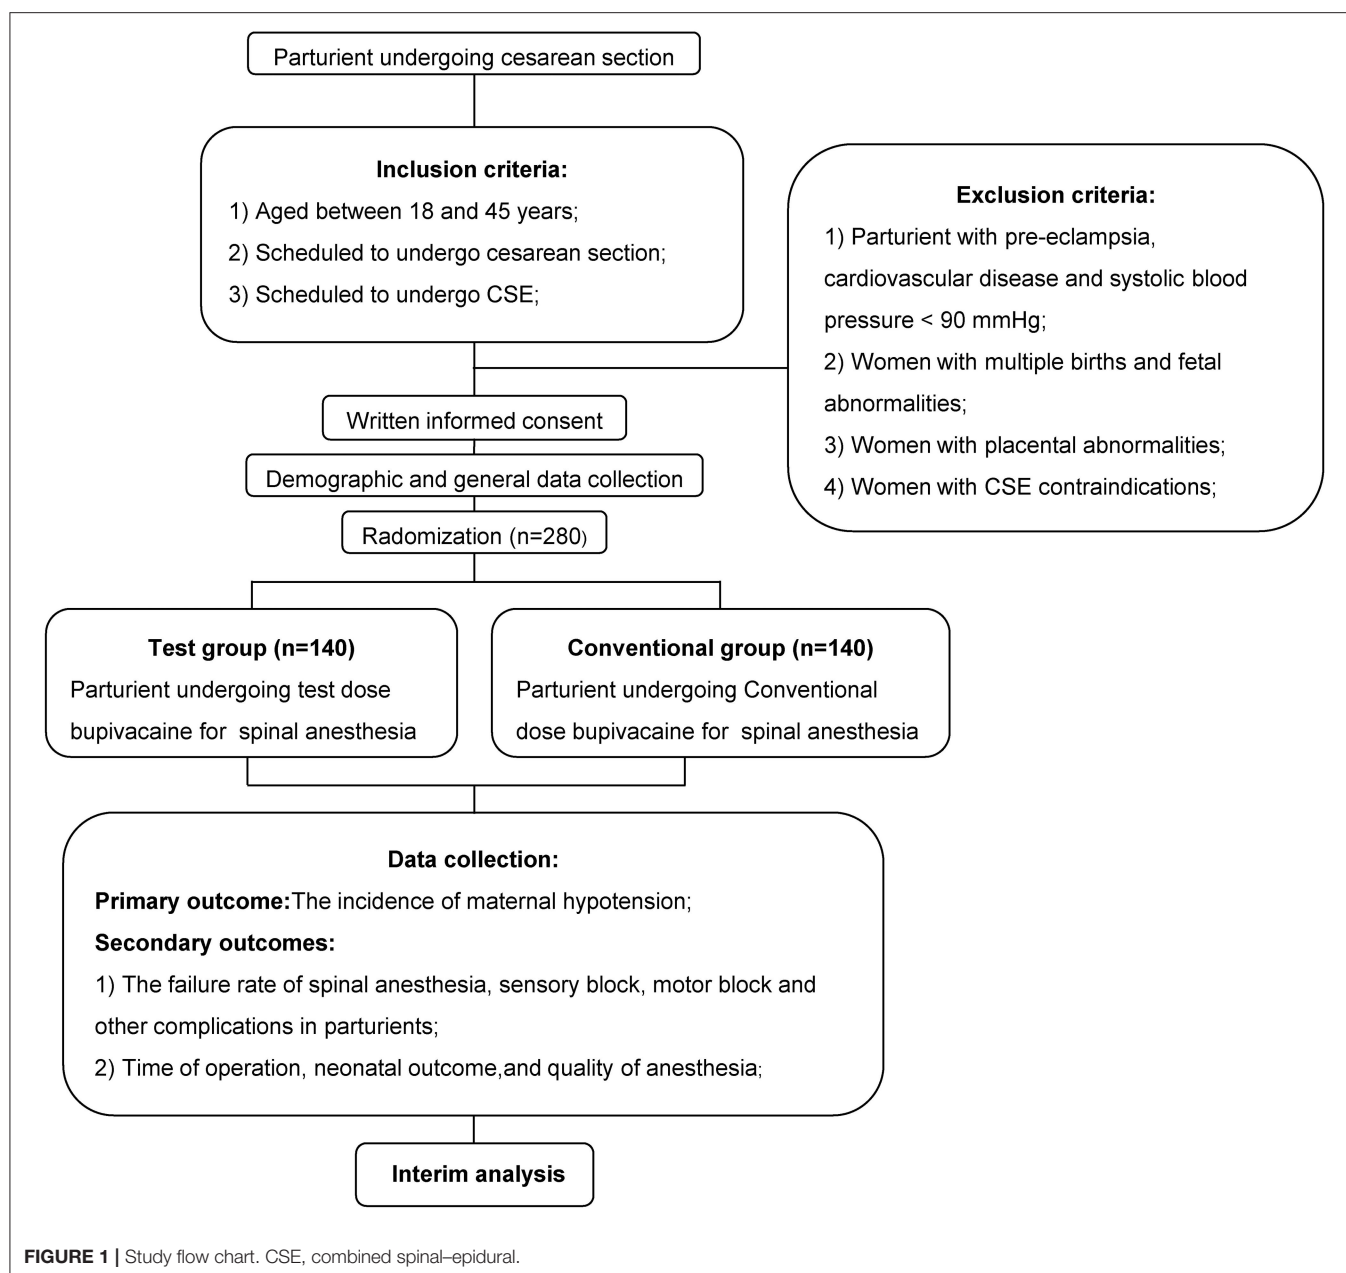 Parturient undergoing cesarean section
Inclusion criteria:
1) Aged between 18 and 45 years;
2) Scheduled to undergo cesarean section;
3) Scheduled to undergo CSE;
Exclusion criteria:
1) Parturient with pre-eclampsia,
cardiovascular disease and systolic blood
pressure < 90 mmHg;
2) Women with multiple births and fetal
abnormalities;
3) Women with placental abnormalities;
4) Women with CSE contraindications;
Written informed consent
Demographic and general data collection
Radomization (n=280)
Test group (n=140)
Parturient undergoing test dose
bupivacaine for spinal anesthesia
Conventional group (n=140)
Parturient undergoing Conventional
dose bupivacaine for spinal anesthesia
Data collection:
Primary outcome:The incidence of maternal hypotension;
Secondary outcomes:
1) The failure rate of spinal anesthesia, sensory block, motor block and
other complications in parturients;
2) Time of operation, neonatal outcome,and quality of anesthesia;
Interim analysis
FIGURE 1 | Study flow chart. CSE, combined spinal–epidural.